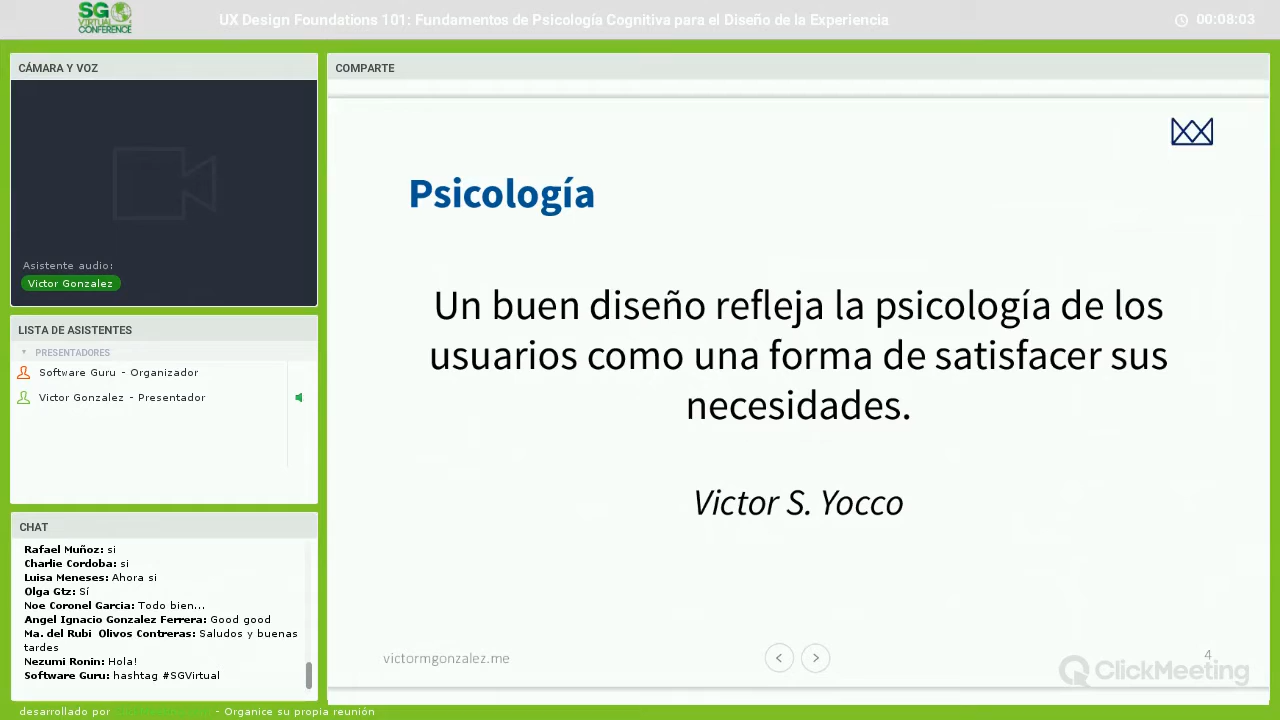 SG
VIRTUAL
CONFERENCE
UX Design Foundations 101: Fundamentos de Psicología Cognitiva para el Diseño de la Experiencia
00:08:03
CÁMARA Y VOZ
Asistente audio:
Victor Gonzalez
LISTA DE ASISTENTES
PRESENTADORES
Software Guru - Organizador
Victor Gonzalez - Presentador
CHAT
Rafael Muñoz: si
Charlie Cordoba: si
Luisa Meneses: Ahora si
Olga Gtz: Sí
Noe Coronel Garcia: Todo bien...
Angel Ignacio Gonzalez Ferrera: Good good
Ma. del Rubi Olivos Contreras: Saludos y buenas
tardes
Nezumi Ronin: Hola!
Software Guru: hashtag #SGVirtual
desarrollado por
- Organice su propia reunión
COMPARTE
Psicología
Un buen diseño refleja la psicología de los
usuarios como una forma de satisfacer sus
necesidades.
Victor S. Yocco
victormgonzalez.me
4
ClickMeeting